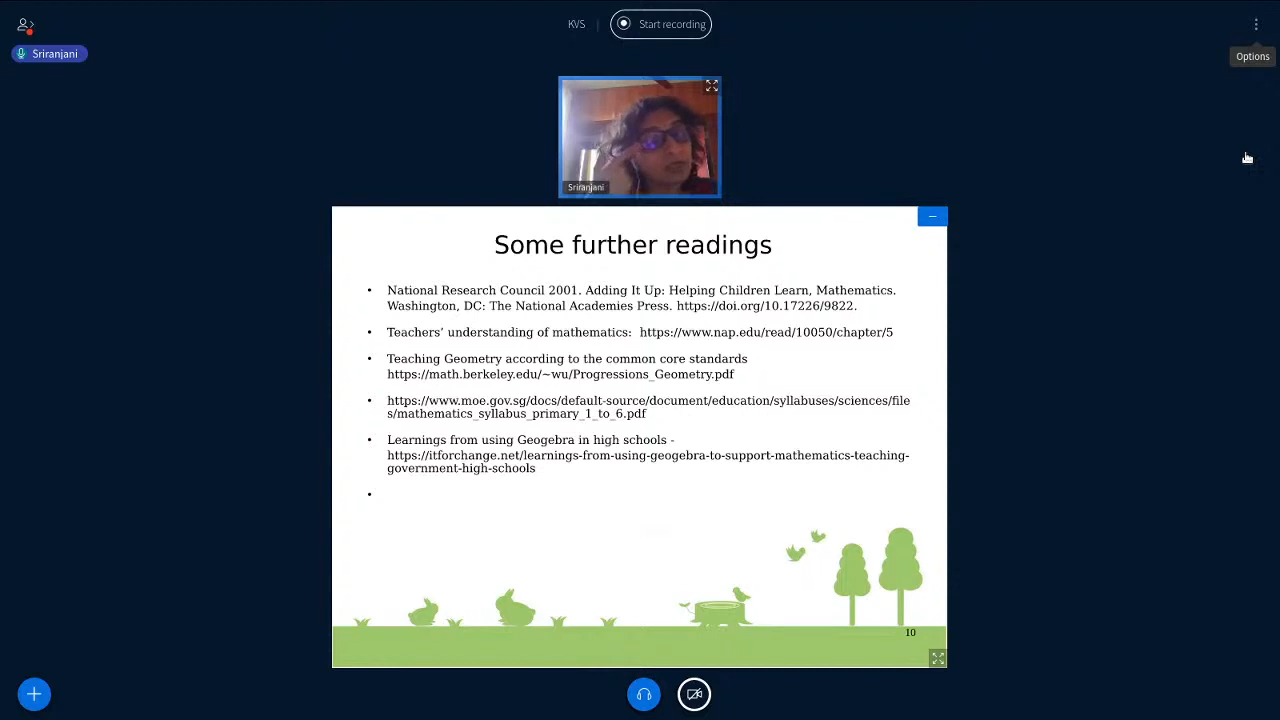 KVS
Start recording
Sriranjani
Options
Sriranjani
Some further readings
• National Research Council 2001. Adding It Up: Helping Children Learn, Mathematics.
Washington, DC: The National Academies Press. https://doi.org/10.17226/9822.
• Teachers’ understanding of mathematics:  https://www.nap.edu/read/10050/chapter/5
• Teaching Geometry according to the common core standards
https://math.berkeley.edu/~wu/Progressions_Geometry.pdf
• https://www.moe.gov.sg/docs/default-source/document/education/syllabuses/sciences/file
s/mathematics_syllabus_primary_1_to_6.pdf
• Learnings from using Geogebra in high schools -
https://itforchange.net/learnings-from-using-geogebra-to-support-mathematics-teaching-
government-high-schools
•
10